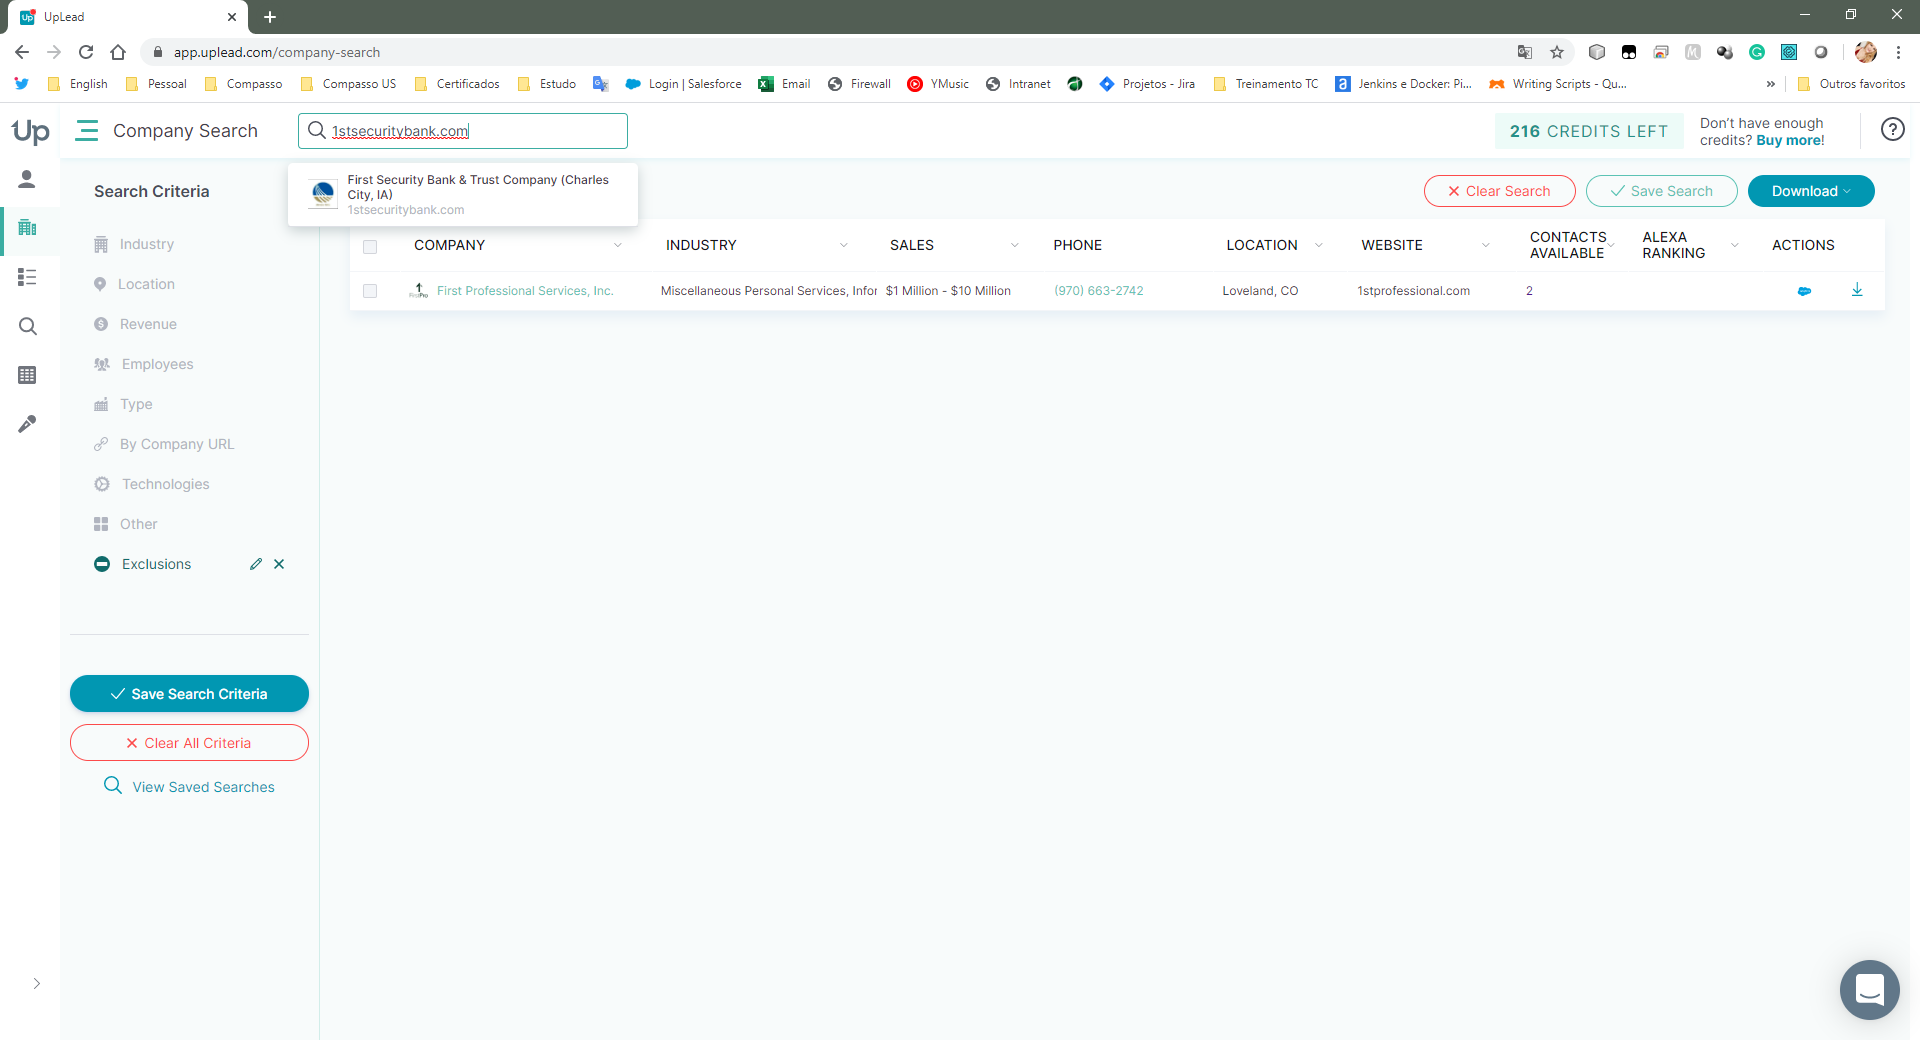 UpLead
app.uplead.com/company-search
English
Pessoal
Compasso
Compasso US
Certificados
Estudo
Login | Salesforce
Email
Firewall
YMusic
Intranet
Projetos - Jira
Treinamento TC
Jenkins e Docker: Pi...
Writing Scripts - Qu...
»
Outros favoritos
Up
Company Search
1stsecuritybank.com
216 CREDITS LEFT
Don't have enough
credits? Buy more!
First Security Bank & Trust Company (Charles
City, IA)
1stsecuritybank.com
Search Criteria
Clear Search
Save Search
Download
COMPANY
INDUSTRY
SALES
PHONE
LOCATION
WEBSITE
CONTACTS
AVAILABLE
ALEXA
RANKING
ACTIONS
First Professional Services, Inc.
Miscellaneous Personal Services, Infor
$1 Million - $10 Million
(970) 663-2742
Loveland, CO
1stprofessional.com
2
Industry
Location
Revenue
Employees
Type
By Company URL
Technologies
Other
Exclusions
Save Search Criteria
Clear All Criteria
View Saved Searches